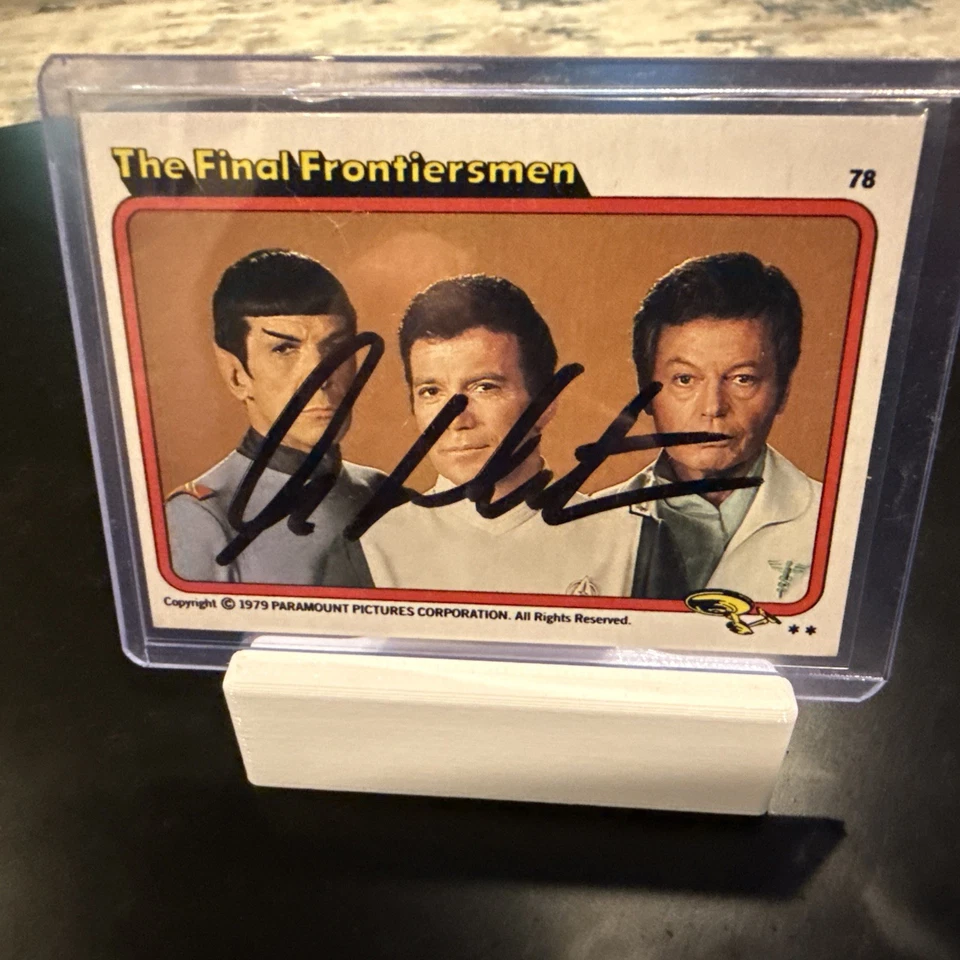 The Final Frontiersmen
78
Copyright © 1979 PARAMOUNT PICTURES CORPORATION. All Rights Reserved.
**